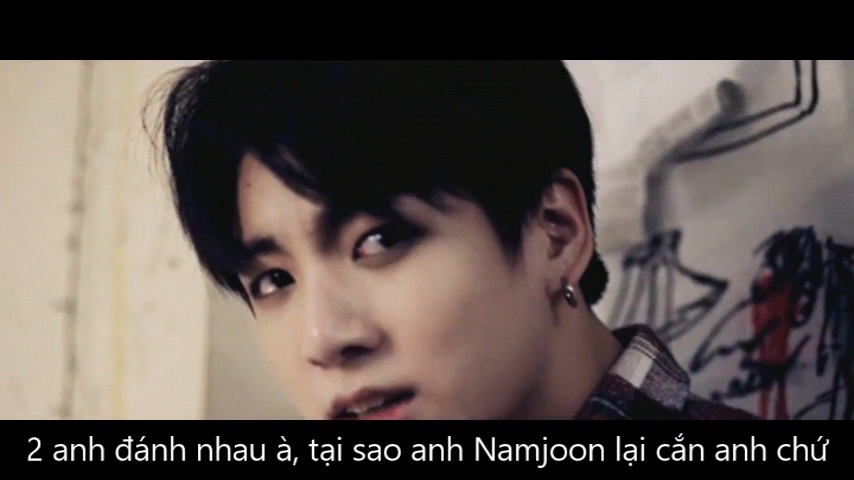 2 anh đánh nhau à, tại sao anh Namjoon lại cắn anh chứ